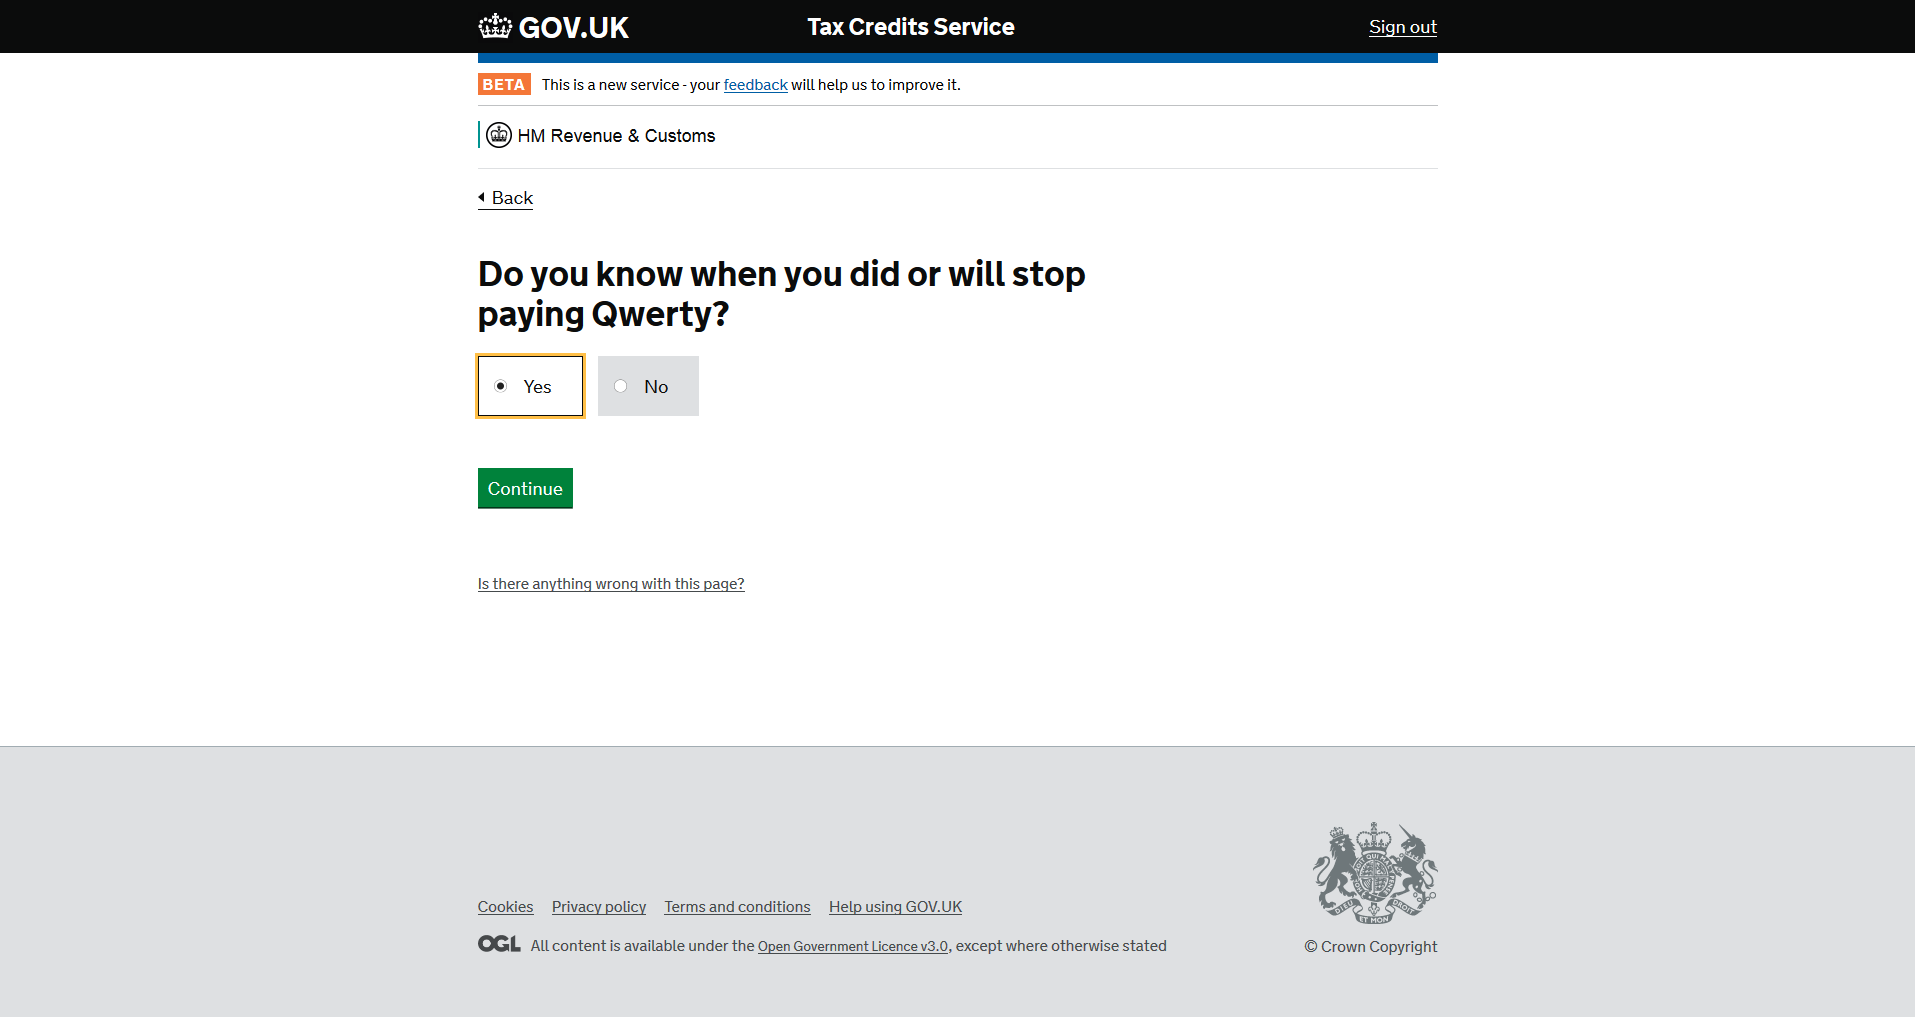 GOV.UK
Tax Credits Service
Sign out
BETA This is a new service - your feedback will help us to improve it.
HM Revenue & Customs
Back
Do you know when you did or will stop
paying Qwerty?
Yes
No
Continue
Is there anything wrong with this page?
Cookies Privacy policy Terms and conditions Help using GOV.UK
OGL All content is available under the Open Government Licence v3.0, except where otherwise stated
© Crown Copyright